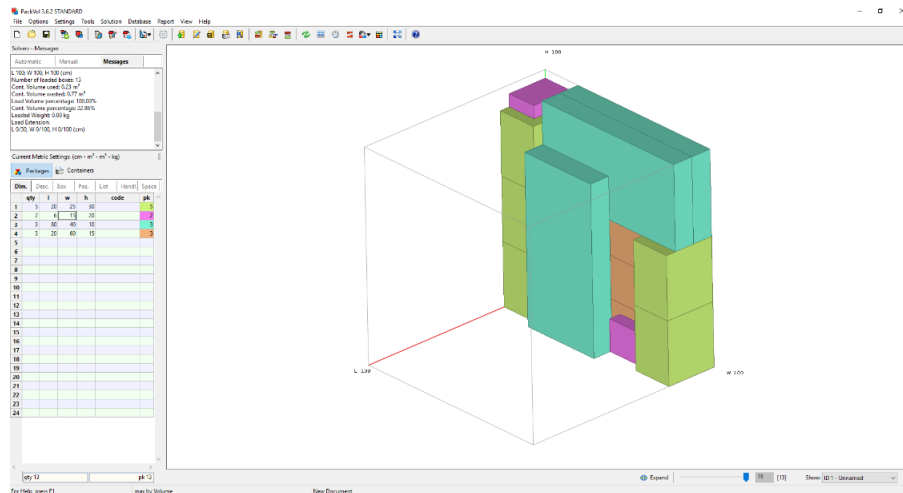 PackVol 3.6.2 STANDARD
File Options Settings Tools Solution Database Report View Help
Solvers - Messages
Automatic Manual Messages
L 100; W 100; H 100 (cm)
Number of loaded boxes: 13
Cont. Volume used: 0.23 m³
Cont. Volume wasted: 0.77 m³
Load Volume percentage: 100.00%
Cont. Volume percentage: 22.86%
Loaded Weight: 0.00 kg
Load Extension:
L 0/30, W 0/100, H 0/100 (cm)
Current Metric Settings: (cm - m² - m³ - kg)
Packages Containers
Dim. Desc. Box Pos. List Handl. Space
qty l w h code pk
1 5 20 25 30 5
2 2 6 15 20 2
3 3 80 40 10 3
4 3 20 60 15 3
5
6
7
8
9
10
11
12
13
14
15
16
17
18
19
20
21
22
23
24
qty 13 pk 13
H 100
L 100
W 100
Expand 13 [13] Show: ID 1 - Unnamed
For Help, press F1 max by Volume New Document